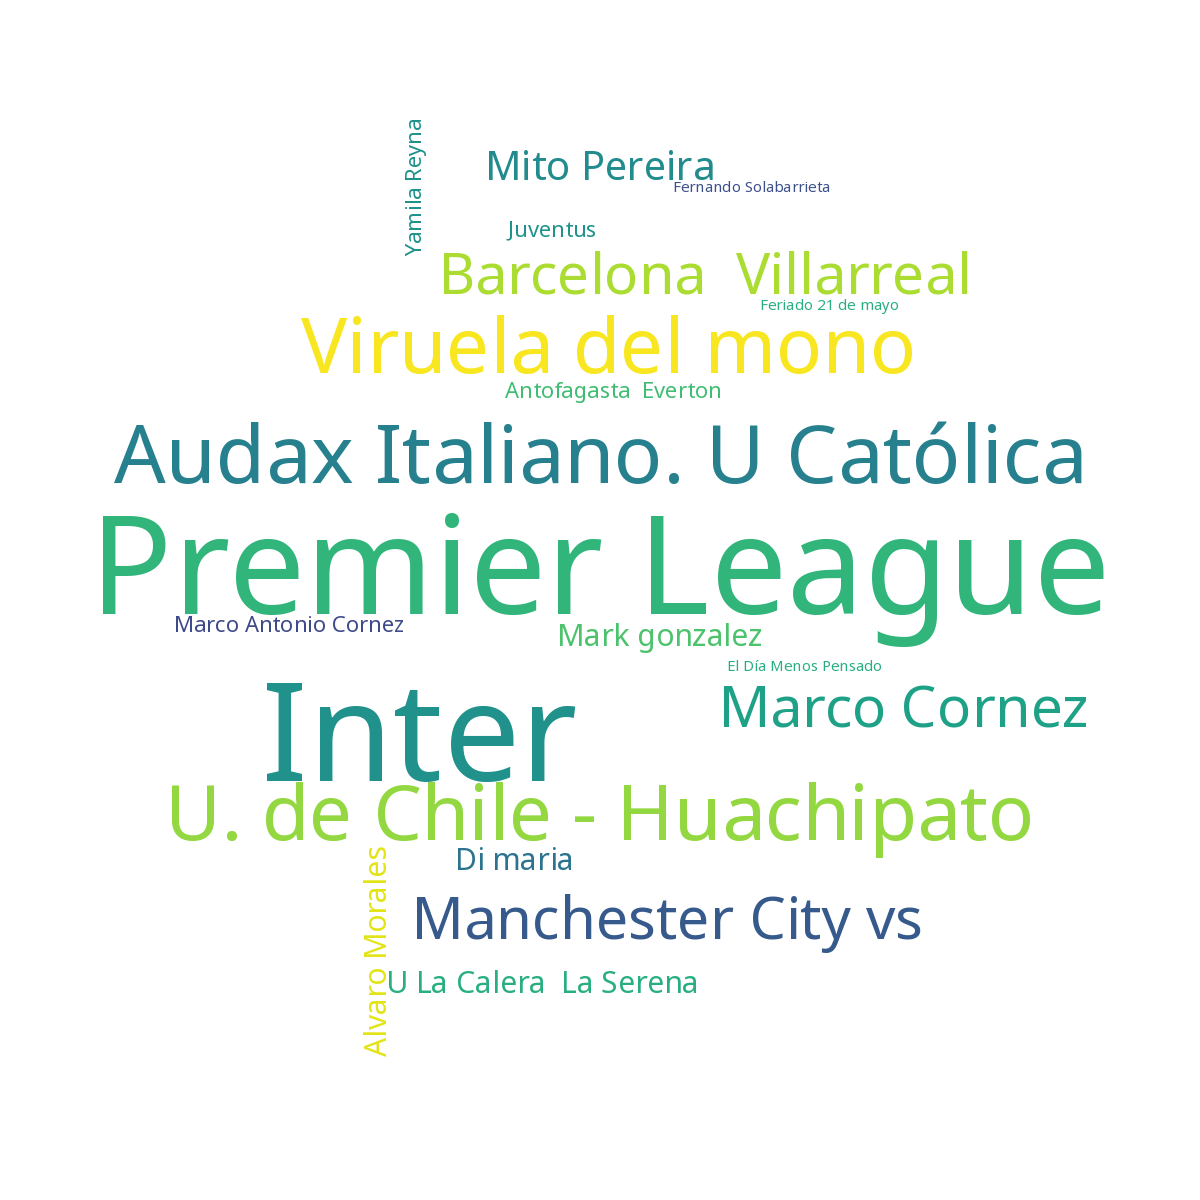 Yamila Reyna
Mito Pereira
Fernando Solabarrieta
Juventus
Barcelona  Villarreal
Feriado 21 de mayo
Viruela del mono
Antofagasta  Everton
Audax Italiano. U Católica
Premier League
Marco Antonio Cornez
Mark gonzalez
El Día Menos Pensado
Inter
Marco Cornez
U. de Chile - Huachipato
Di maria
Alvaro Morales
Manchester City vs
U La Calera  La Serena